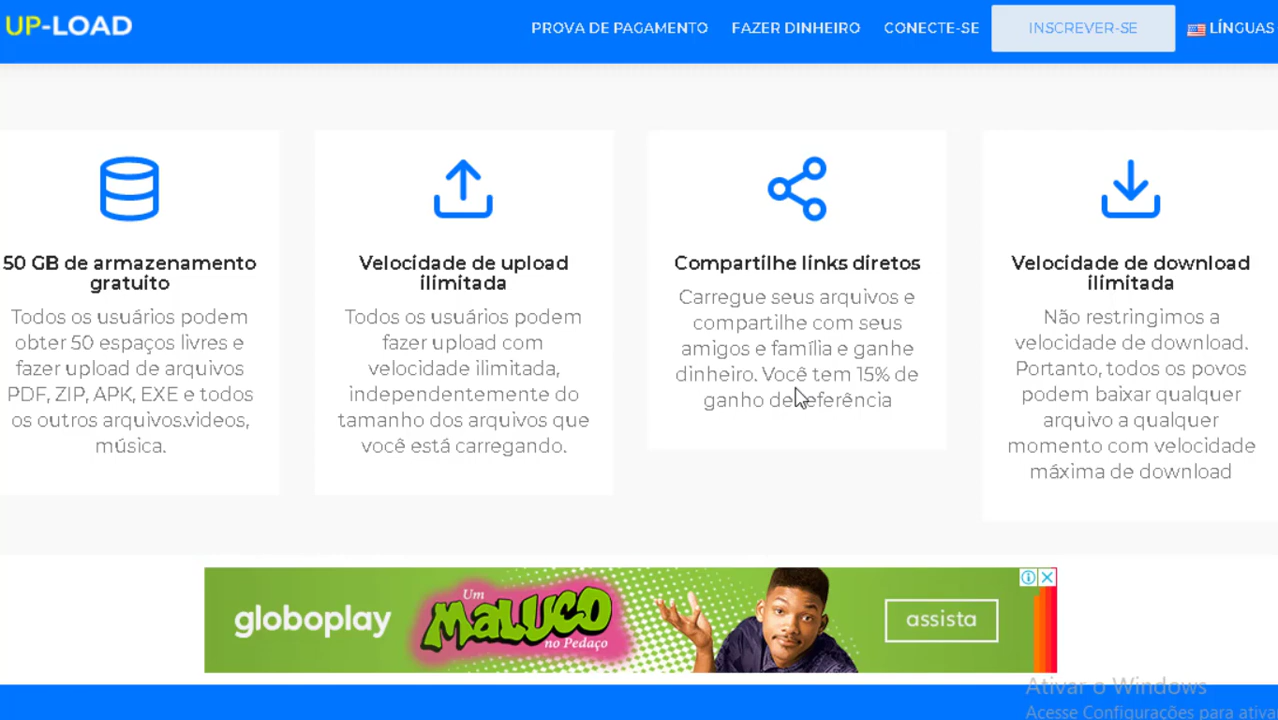 UP-LOAD
PROVA DE PAGAMENTO
FAZER DINHEIRO
CONECTE-SE
INSCREVER-SE
LÍNGUAS
50 GB de armazenamento
gratuito
Todos os usuários podem
obter 50 espaços livres e
fazer upload de arquivos
PDF, ZIP, APK, EXE e todos
os outros arquivos.videos,
música.
Velocidade de upload
ilimitada
Todos os usuários podem
fazer upload com
velocidade ilimitada,
independentemente do
tamanho dos arquivos que
você está carregando.
Compartilhe links diretos
Carregue seus arquivos e
compartilhe com seus
amigos e família e ganhe
dinheiro. Você tem 15% de
ganho de referência
Velocidade de download
ilimitada
Não restringimos a
velocidade de download.
Portanto, todos os povos
podem baixar qualquer
arquivo a qualquer
momento com velocidade
máxima de download
globoplay
Um
MALUCO
no Pedaço
assista
Ativar o Windows
Acesse Configurações para ativa